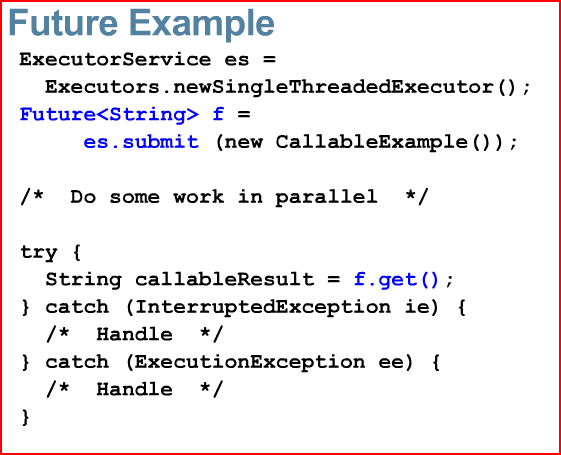 Future Example
ExecutorService es =
Executors.newSingleThreadedExecutor();
Future<String> f =
es.submit (new CallableExample());
/*  Do some work in parallel  */
try {
String callableResult = f.get();
} catch (InterruptedException ie) {
/*  Handle  */
} catch (ExecutionException ee) {
/*  Handle  */
}